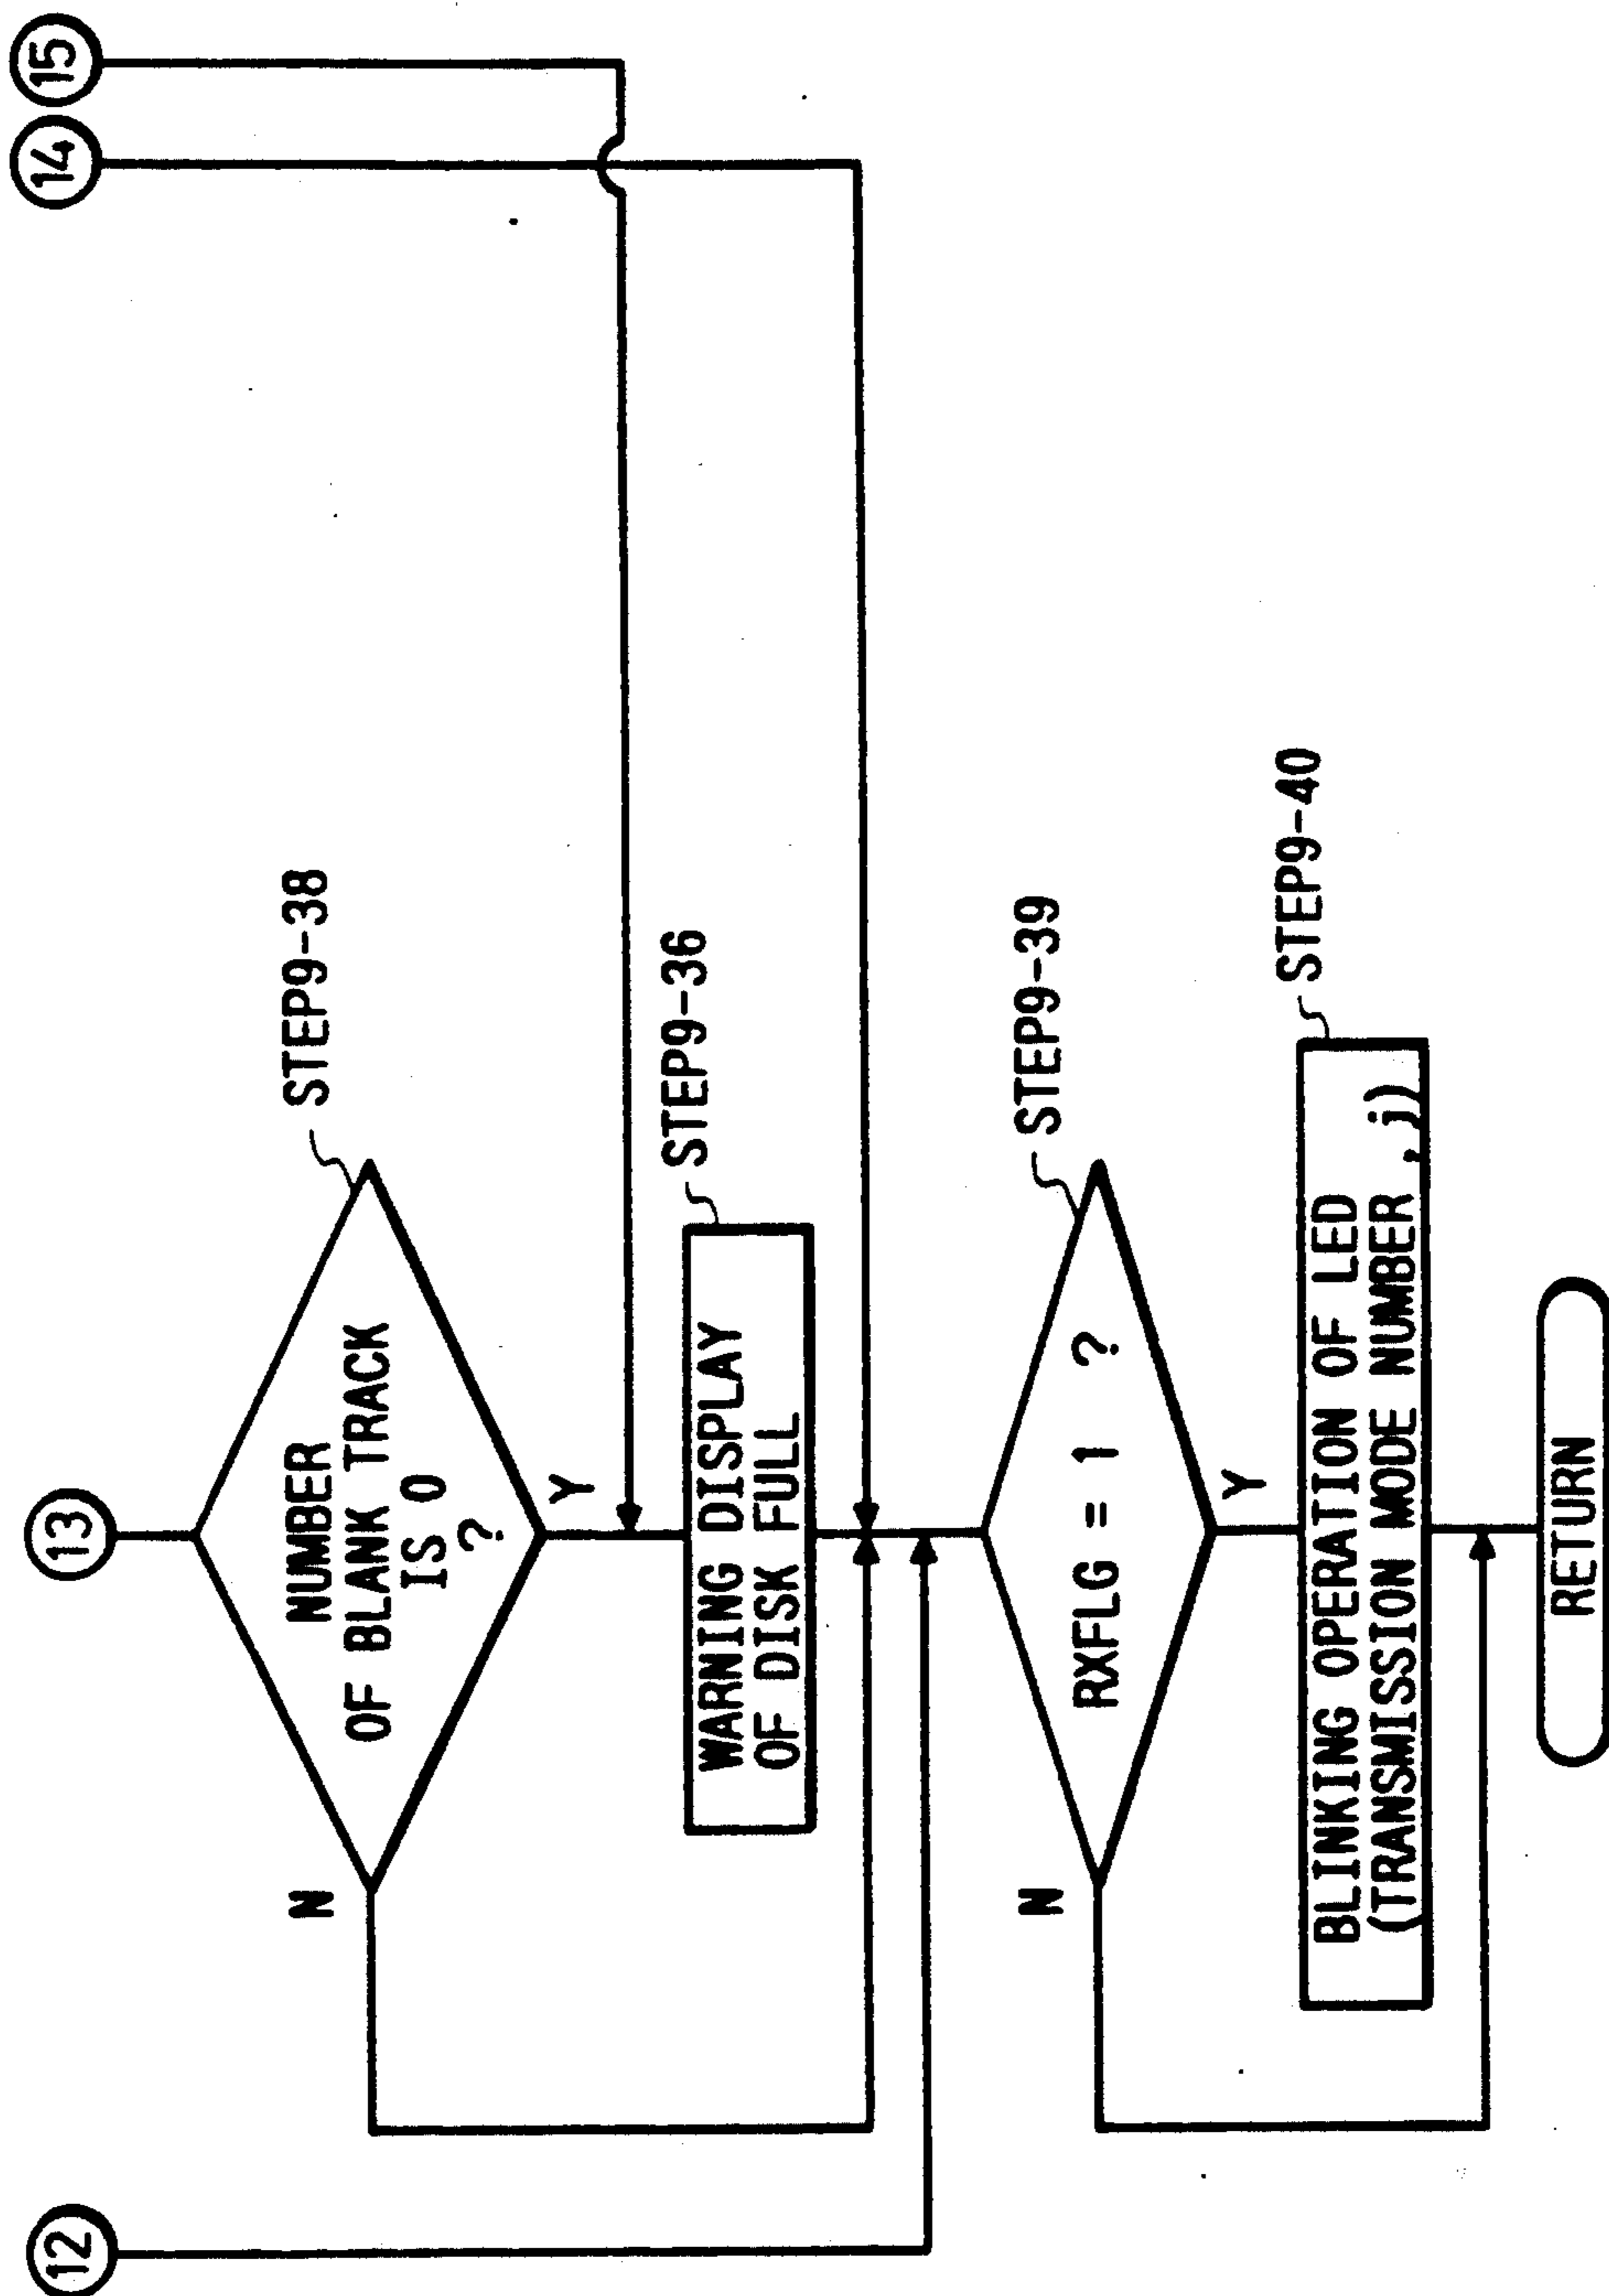 12
13
14
15
STEP9-38
NUMBER
OF BLANK TRACK
IS 0
?
N
Y
STEP9-36
WARNING DISPLAY
OF DISK FULL
STEP9-39
RXFLG = 1 ?
N
Y
STEP9-40
BLINKING OPERATION OF LED
(TRANSMISSION MODE NUMBER , j)
RETURN